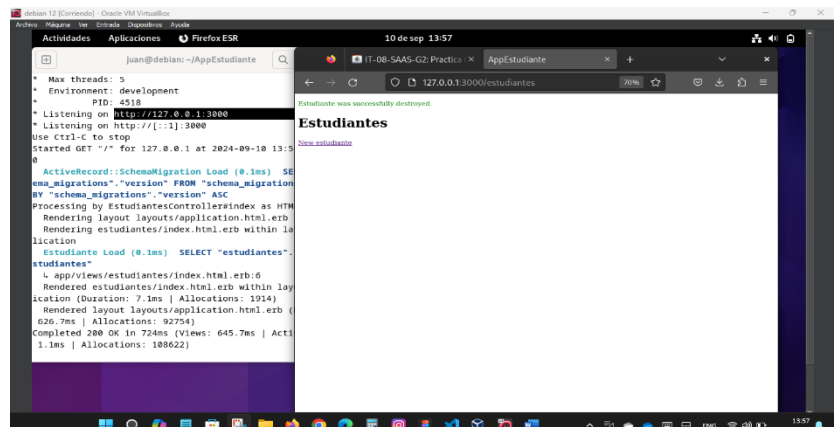 debian 12 [Corriendo] - Oracle VM VirtualBox
Archivo Máquina Ver Entrada Dispositivos Ayuda
Actividades Aplicaciones Firefox ESR 10 de sep 13:57
juan@debian: ~/AppEstudiante
* Max threads: 5
* Environment: development
* PID: 4518
* Listening on http://127.0.0.1:3000
* Listening on http://[::1]:3000
Use Ctrl-C to stop
Started GET "/" for 127.0.0.1 at 2024-09-10 13:5
0
ActiveRecord::SchemaMigration Load (0.1ms) SE
ema_migrations"."version" FROM "schema_migration
BY "schema_migrations"."version" ASC
Processing by EstudiantesController#index as HTM
Rendering layout layouts/application.html.erb
Rendering estudiantes/index.html.erb within la
lication
Estudiante Load (0.1ms) SELECT "estudiantes".
studiantes"
↳ app/views/estudiantes/index.html.erb:6
Rendered estudiantes/index.html.erb within lay
ication (Duration: 7.1ms | Allocations: 1914)
Rendered layout layouts/application.html.erb (
626.7ms | Allocations: 92754)
Completed 200 OK in 724ms (Views: 645.7ms | Acti
1.1ms | Allocations: 108622)
IT-08-SAAS-G2: Practica AppEstudiante
127.0.0.1:3000/estudiantes 70%
Estudiante was successfully destroyed.
Estudiantes
New estudiante
ENG 13:57